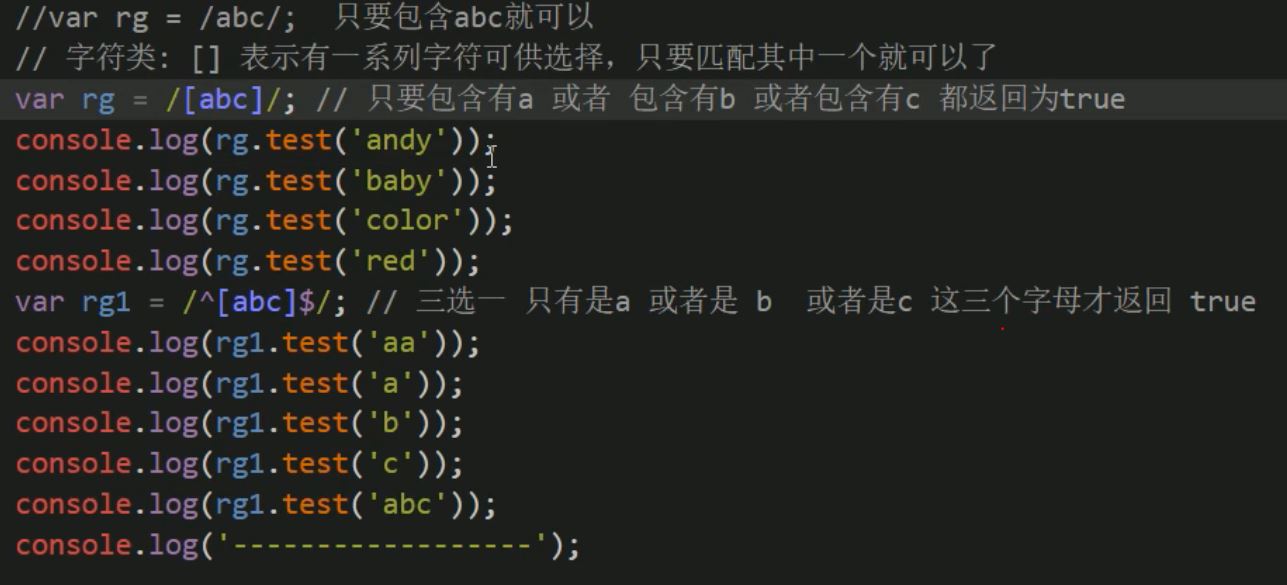 //var rg = /abc/;  只要包含abc就可以
// 字符类: [] 表示有一系列字符可供选择，只要匹配其中一个就可以了
var rg = /[abc]/; // 只要包含有a 或者 包含有b 或者包含有c 都返回为true
console.log(rg.test('andy'));
console.log(rg.test('baby'));
console.log(rg.test('color'));
console.log(rg.test('red'));
var rg1 = /^[abc]$/; // 三选一 只有是a 或者是 b  或者是c 这三个字母才返回 true
console.log(rg1.test('aa'));
console.log(rg1.test('a'));
console.log(rg1.test('b'));
console.log(rg1.test('c'));
console.log(rg1.test('abc'));
console.log('------------------');